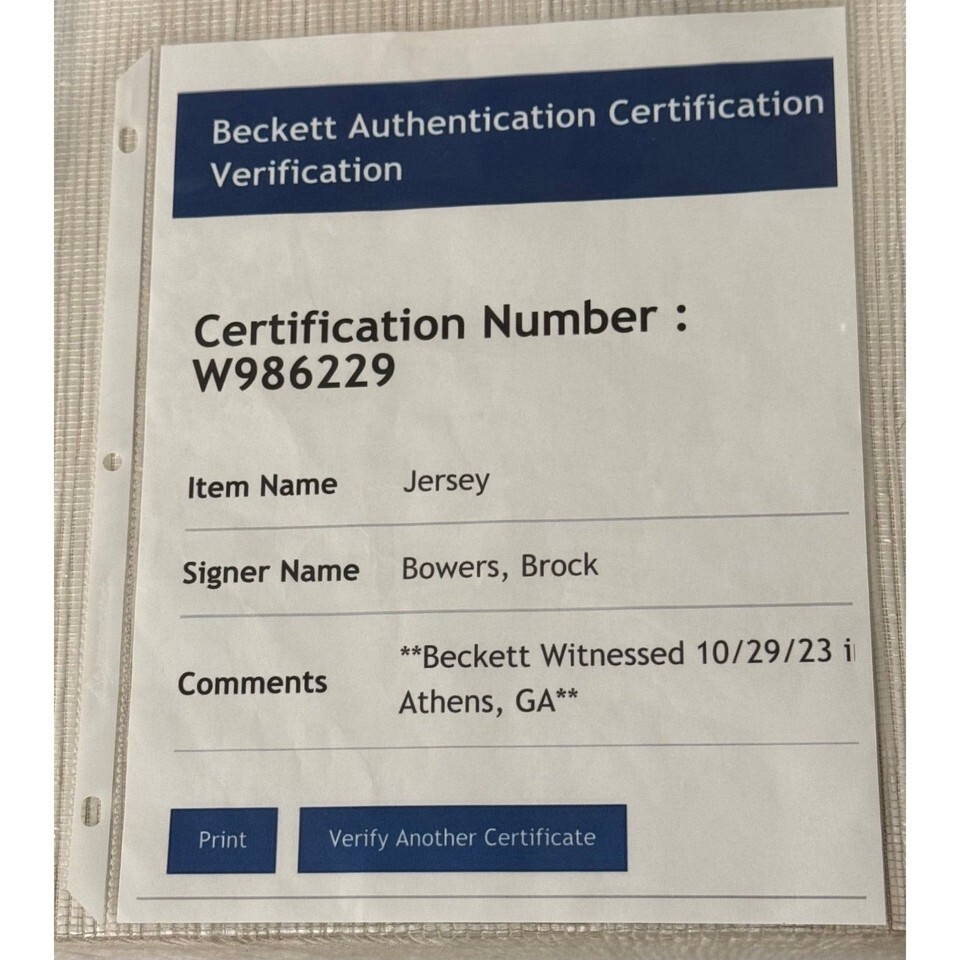 Beckett Authentication Certification
Verification
Certification Number :
W986229
Item Name Jersey
Signer Name Bowers, Brock
Comments **Beckett Witnessed 10/29/23 i
Athens, GA**
Print Verify Another Certificate